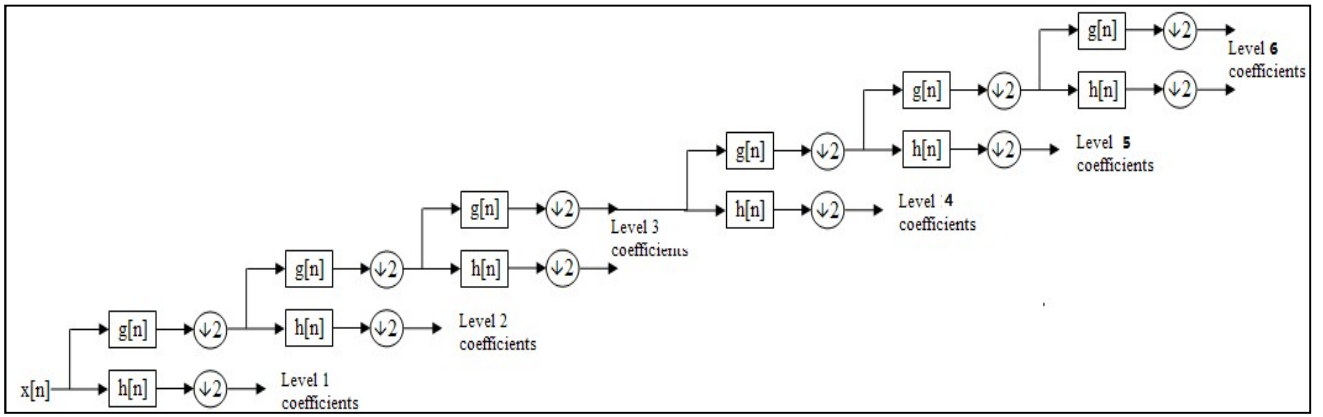 g[n] ↓2
Level 6
coefficients
g[n] ↓2 h[n] ↓2
g[n] ↓2 h[n] ↓2
Level 5
coefficients
g[n] ↓2 h[n] ↓2
Level 4
coefficients
Level 3
coefficients
g[n] ↓2 h[n] ↓2
g[n] ↓2 h[n] ↓2
Level 2
coefficients
x[n] h[n] ↓2
Level 1
coefficients